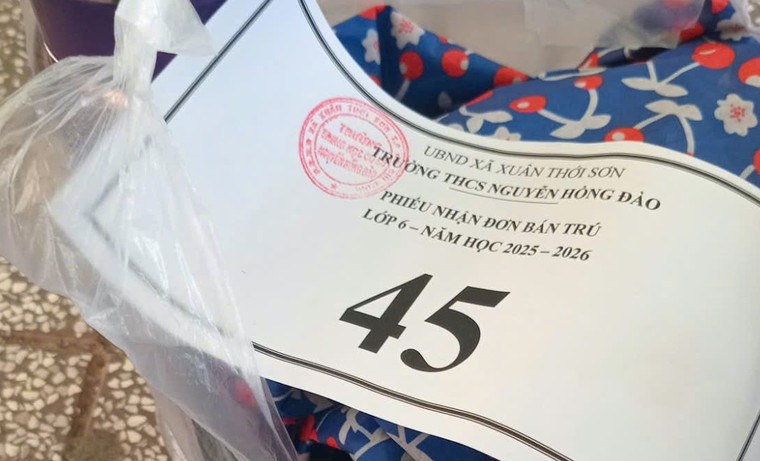 UBND XÃ XUÂN THỚI SƠN
TRƯỜNG THCS NGUYỄN HỒNG ĐÀO
PHIẾU NHẬN ĐƠN BÁN TRÚ
LỚP 6 – NĂM HỌC 2025 – 2026
45